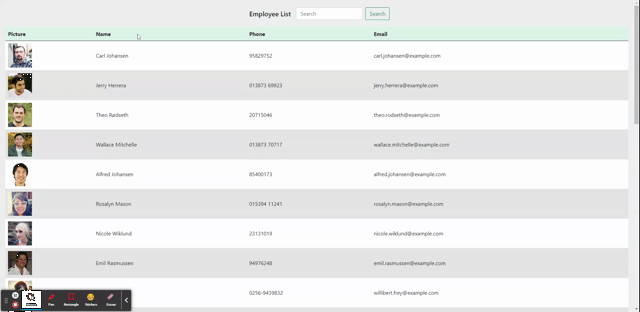 Employee List Search Search
Picture Name Phone Email
Carl Johansen 95829752 carl.johansen@example.com
Jerry Herrera 013873 69923 jerry.herrera@example.com
Theo Rødseth 20715046 theo.rodseth@example.com
Wallace Mitchelle 013873 70717 wallace.mitchelle@example.com
Alfred Johansen 85400173 alfred.johansen@example.com
Rosalyn Mason 015394 11241 rosalyn.mason@example.com
Nicole Wiklund 23131019 nicole.wiklund@example.com
Emil Rasmussen 94976248 emil.rasmussen@example.com
0256-9439832 willibert.frey@example.com
Pen Rectangle Stickers Eraser